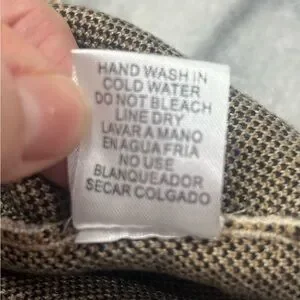 HAND WASH IN
COLD WATER
DO NOT BLEACH
LINE DRY
LAVAR A MANO
EN AGUA FRIA
NO USE
BLANQUEADOR
SECAR COLGADO